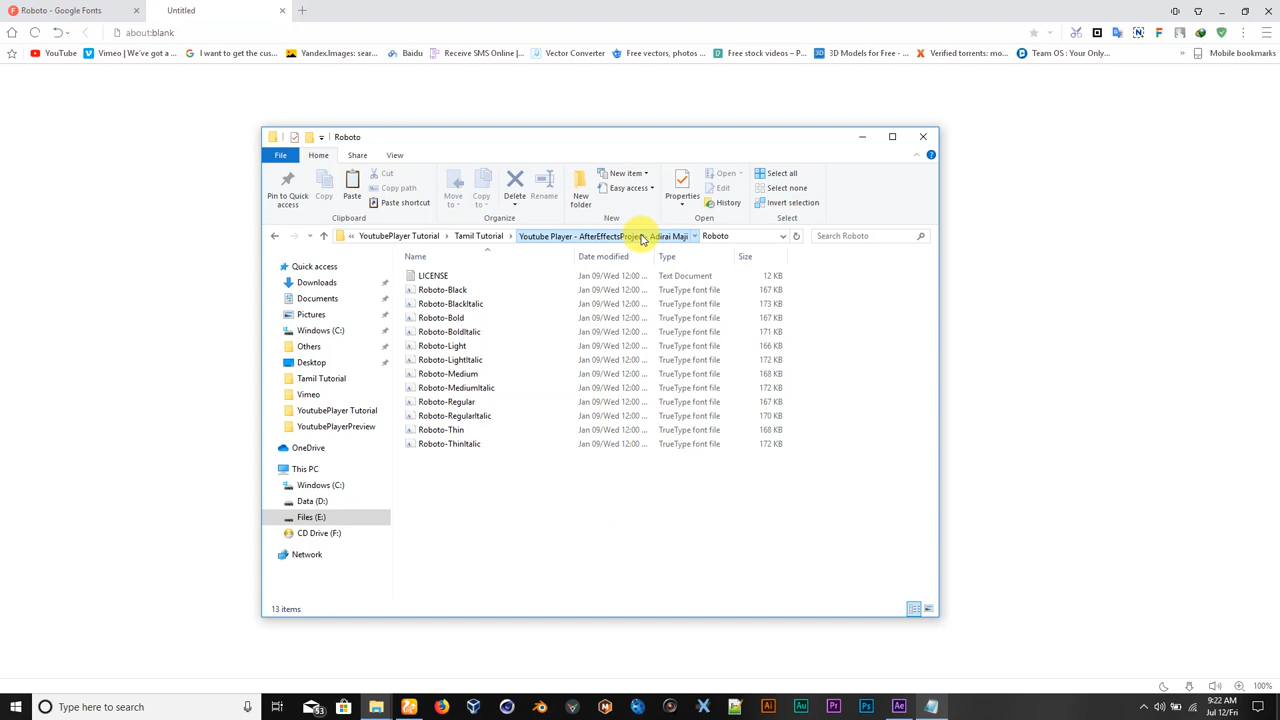 Roboto - Google Fonts
Untitled
about:blank
YouTube
Vimeo | We've got a ...
I want to get the cus...
Yandex.Images: sear...
Baidu
Receive SMS Online |...
Vector Converter
Free vectors, photos ...
Free stock videos – P...
3D Models for Free - ...
Verified torrents: mo...
Team OS : Your Only...
»
Mobile bookmarks
Roboto
File
Home
Share
View
Pin to Quick access
Copy
Paste
Cut
Copy path
Paste shortcut
Move to
Copy to
Delete
Rename
New folder
New item
Easy access
Properties
Open
Edit
History
Select all
Select none
Invert selection
Clipboard
Organize
New
Open
Select
« YoutubePlayer Tutorial
Tamil Tutorial
Youtube Player - AfterEffectsProject Adirai Maji
Roboto
Search Roboto
Name
Date modified
Type
Size
LICENSE Jan 09/Wed 12:00 ... Text Document 12 KB
Roboto-Black Jan 09/Wed 12:00 ... TrueType font file 167 KB
Roboto-BlackItalic Jan 09/Wed 12:00 ... TrueType font file 173 KB
Roboto-Bold Jan 09/Wed 12:00 ... TrueType font file 167 KB
Roboto-BoldItalic Jan 09/Wed 12:00 ... TrueType font file 171 KB
Roboto-Light Jan 09/Wed 12:00 ... TrueType font file 166 KB
Roboto-LightItalic Jan 09/Wed 12:00 ... TrueType font file 172 KB
Roboto-Medium Jan 09/Wed 12:00 ... TrueType font file 168 KB
Roboto-MediumItalic Jan 09/Wed 12:00 ... TrueType font file 172 KB
Roboto-Regular Jan 09/Wed 12:00 ... TrueType font file 167 KB
Roboto-RegularItalic Jan 09/Wed 12:00 ... TrueType font file 170 KB
Roboto-Thin Jan 09/Wed 12:00 ... TrueType font file 168 KB
Roboto-ThinItalic Jan 09/Wed 12:00 ... TrueType font file 172 KB
Quick access
Downloads
Documents
Pictures
Windows (C:)
Others
Desktop
Tamil Tutorial
Vimeo
YoutubePlayer Tutorial
YoutubePlayerPreview
OneDrive
This PC
Windows (C:)
Data (D:)
Files (E:)
CD Drive (F:)
Network
13 items
100%
Type here to search
53
Ai
Au
Pr
Ps
Ae
9:22 AM
Jul 12/Fri